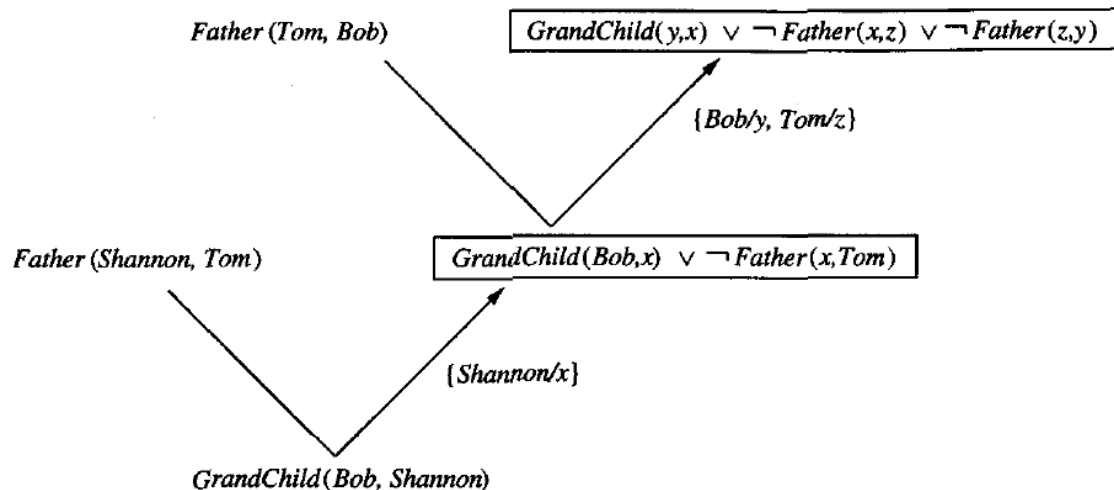 Father (Tom, Bob)
GrandChild(y,x) ∨ ¬ Father(x,z) ∨ ¬ Father(z,y)
{Bob/y, Tom/z}
Father (Shannon, Tom)
GrandChild(Bob,x) ∨ ¬ Father(x,Tom)
{Shannon/x}
GrandChild(Bob, Shannon)